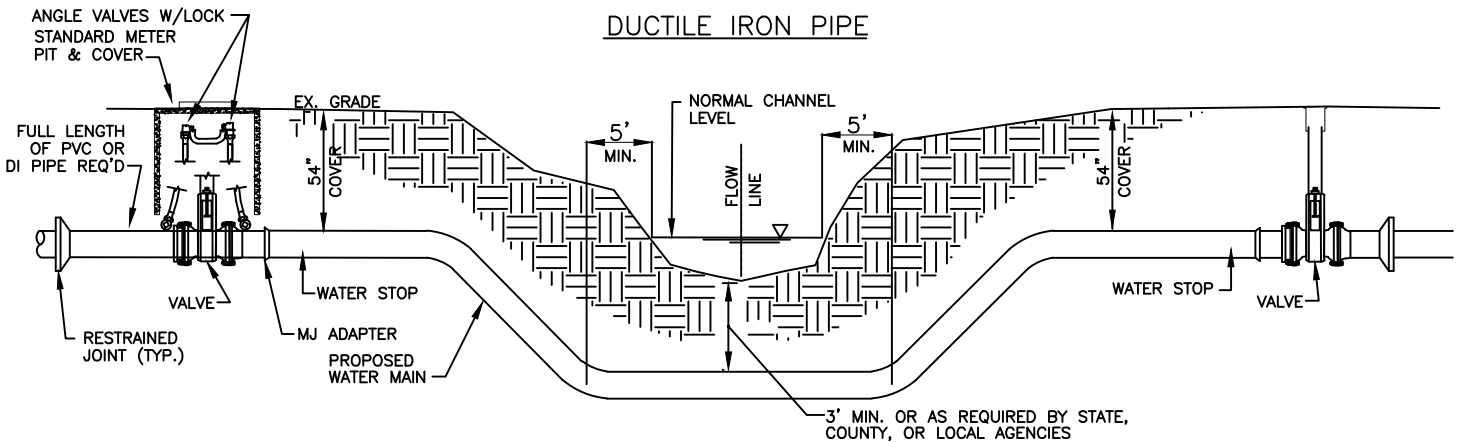 DUCTILE IRON PIPE
ANGLE VALVES W/LOCK
STANDARD METER
PIT & COVER
FULL LENGTH
OF PVC OR
DI PIPE REQ'D
EX. GRADE
54"
COVER
5'
MIN.
NORMAL CHANNEL
LEVEL
FLOW
LINE
5'
MIN.
54"
COVER
VALVE
WATER STOP
RESTRAINED
JOINT (TYP.)
MJ ADAPTER
PROPOSED
WATER MAIN
WATER STOP
VALVE
3' MIN. OR AS REQUIRED BY STATE,
COUNTY, OR LOCAL AGENCIES